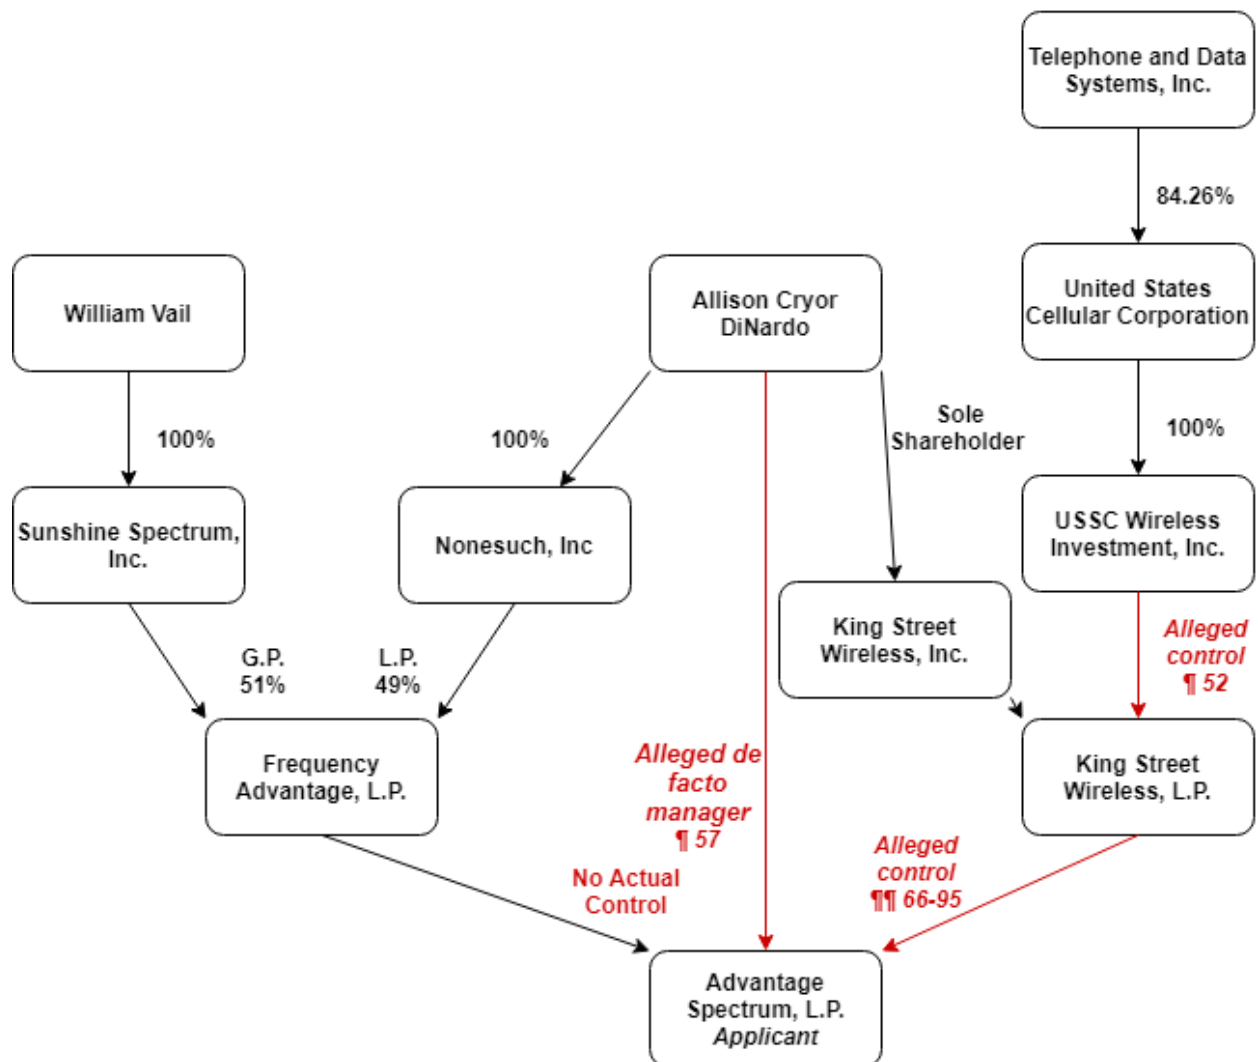 Telephone and Data
Systems, Inc.
84.26%
William Vail
Allison Cryor
DiNardo
United States
Cellular Corporation
100%
100%
Sole
Shareholder
100%
Sunshine Spectrum,
Inc.
Nonesuch, Inc
USSC Wireless
Investment, Inc.
King Street
Wireless, Inc.
Alleged
control
¶ 52
G.P.
51%
L.P.
49%
Frequency
Advantage, L.P.
Alleged de
facto
manager
¶ 57
King Street
Wireless, L.P.
No Actual
Control
Alleged
control
¶¶ 66-95
Advantage
Spectrum, L.P.
Applicant